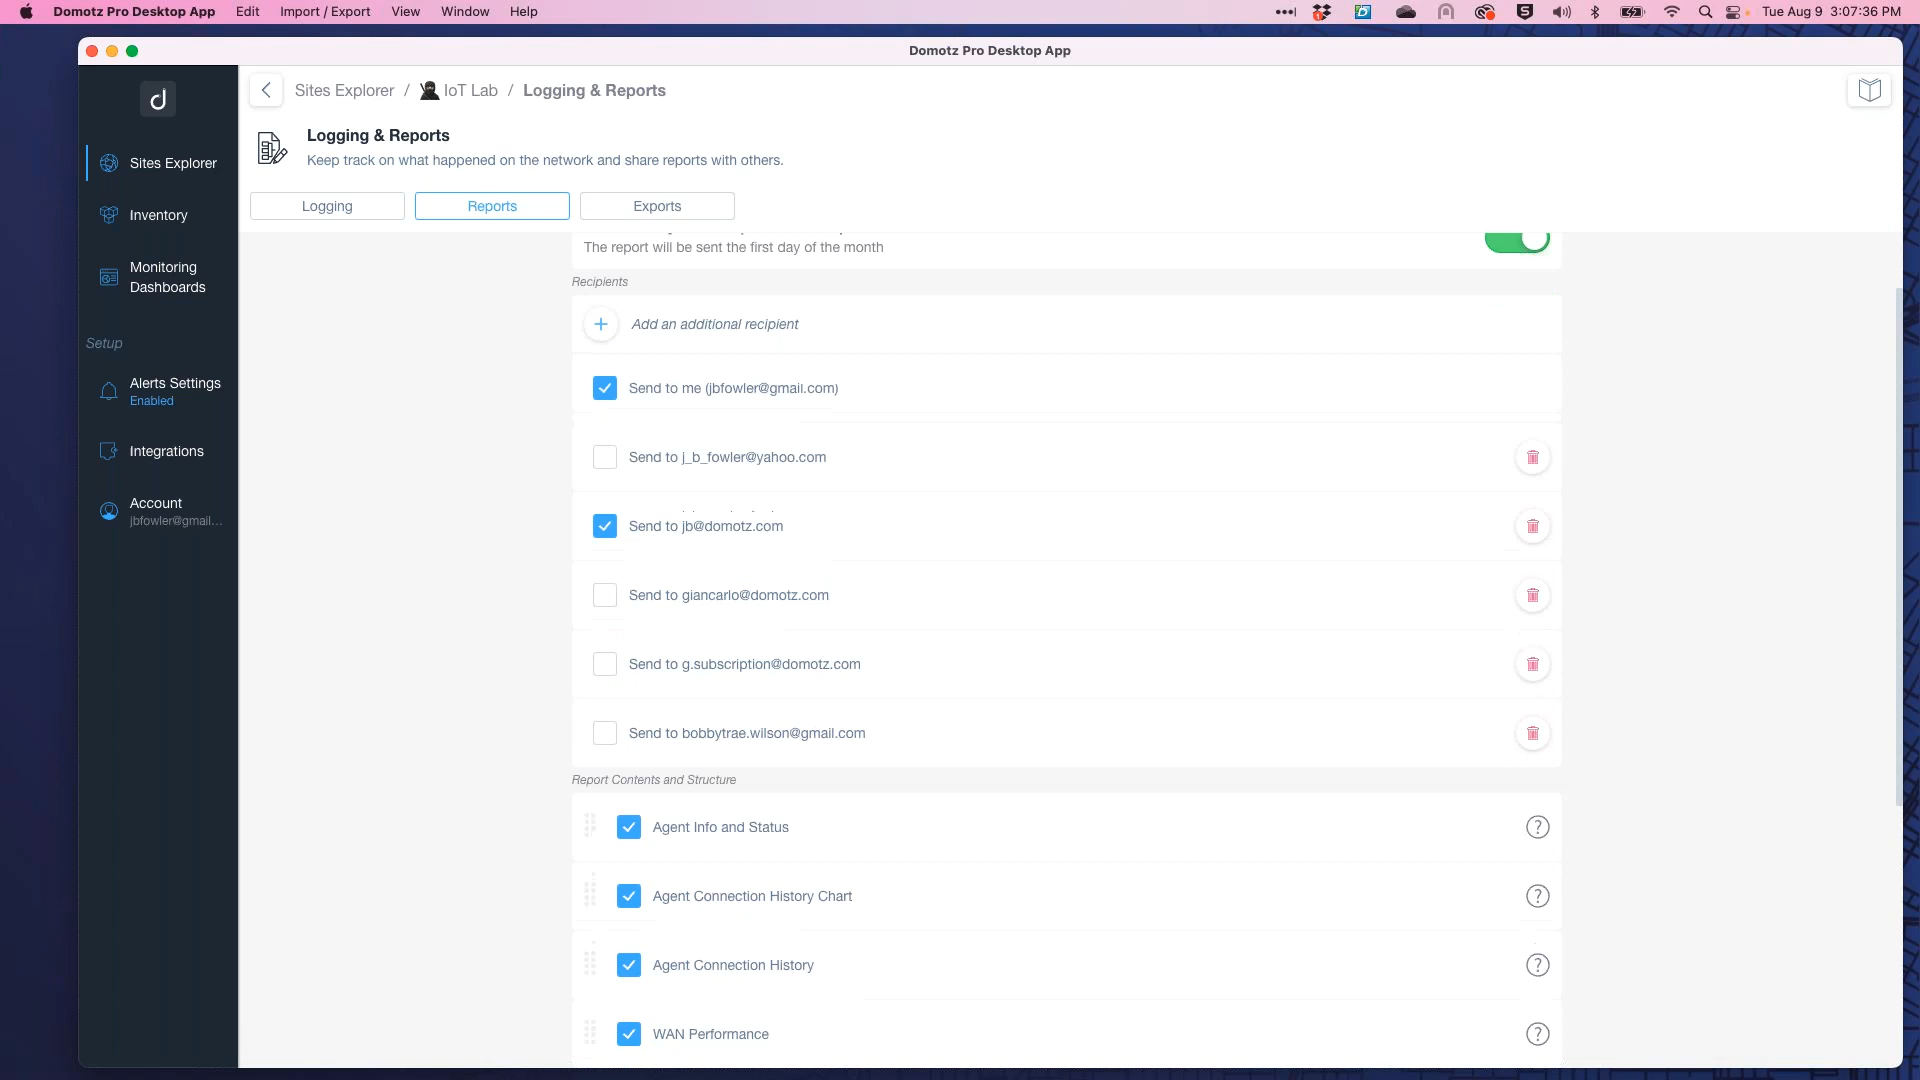 Domotz Pro Desktop App Edit Import / Export View Window Help Tue Aug 9 3:07:36 PM
Domotz Pro Desktop App
Sites Explorer / IoT Lab / Logging & Reports
Logging & Reports
Keep track on what happened on the network and share reports with others.
Logging Reports Exports
Sites Explorer
Inventory
Monitoring
Dashboards
Setup
Alerts Settings
Enabled
Integrations
Account
jbfowler@gmail...
The report will be sent the first day of the month
Recipients
Add an additional recipient
Send to me (jbfowler@gmail.com)
Send to j_b_fowler@yahoo.com
Send to jb@domotz.com
Send to giancarlo@domotz.com
Send to g.subscription@domotz.com
Send to bobbytrae.wilson@gmail.com
Report Contents and Structure
Agent Info and Status
Agent Connection History Chart
Agent Connection History
WAN Performance